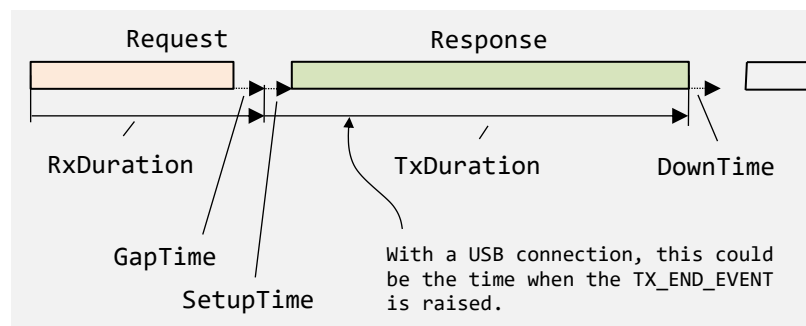 Request
Response
RxDuration
TxDuration
DownTime
GapTime
SetupTime
With a USB connection, this could
be the time when the TX_END_EVENT
is raised.